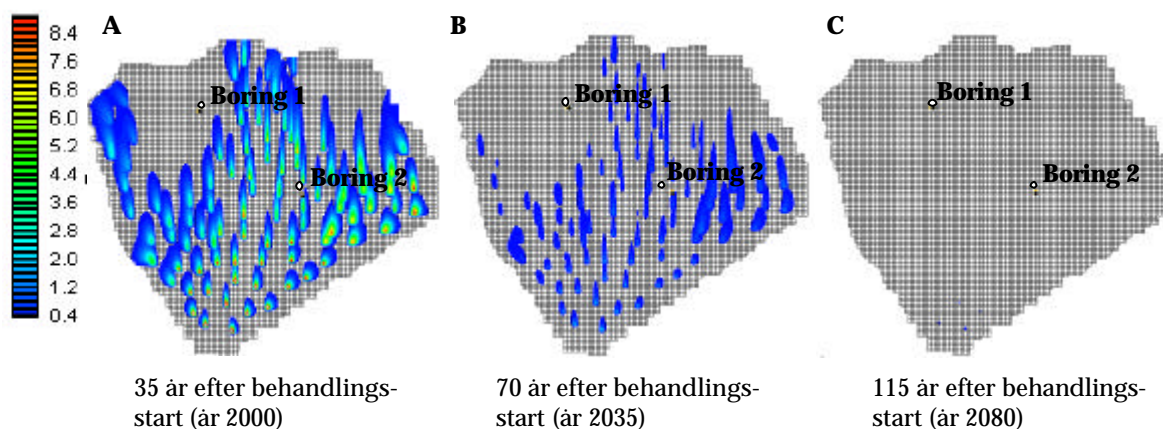 8.4
7.6
6.8
6.0
5.2
4.4
3.6
2.8
2.0
1.2
0.4
A
Boring 1
Boring 2
35 år efter behandlings-
start (år 2000)
B
Boring 1
Boring 2
70 år efter behandlings-
start (år 2035)
C
Boring 1
Boring 2
115 år efter behandlings-
start (år 2080)